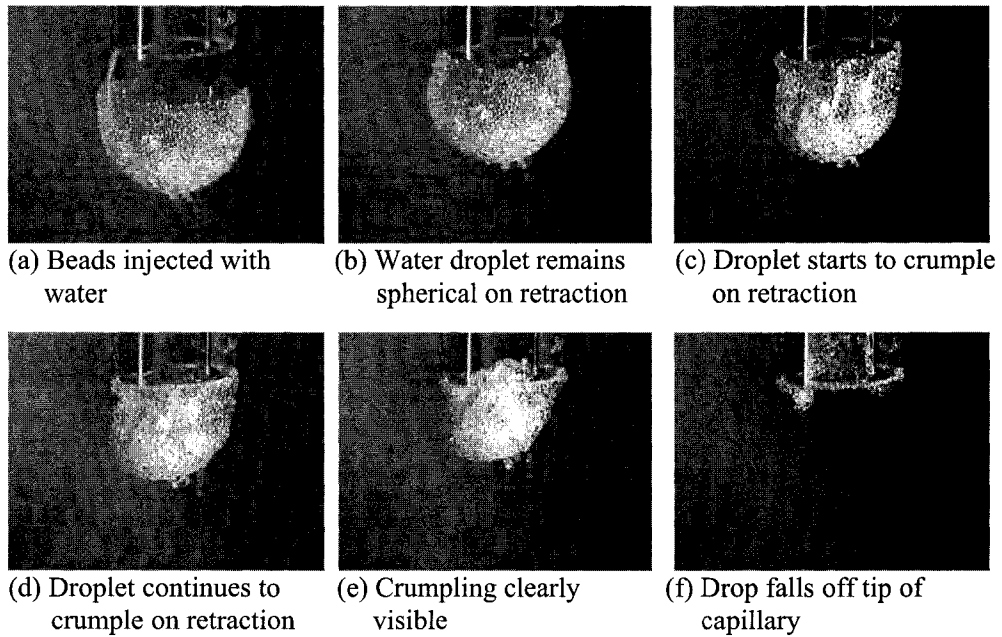 (a) Beads injected with
water
(b) Water droplet remains
spherical on retraction
(c) Droplet starts to crumple
on retraction
(d) Droplet continues to
crumple on retraction
(e) Crumpling clearly
visible
(f) Drop falls off tip of
capillary